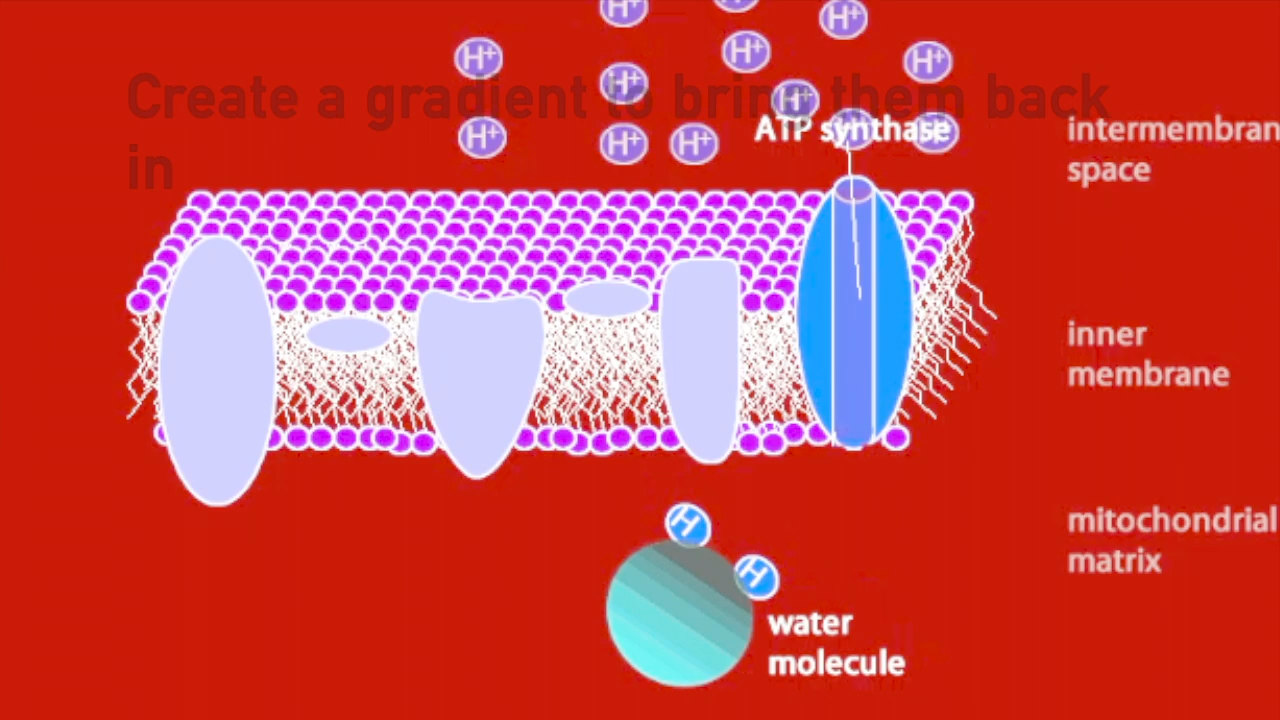 H+
H+
H+
H+
H+
H+
H+
Create a gradient to bring them back
in
H+
H+
H+
H+
ATP synthase
H+
intermembran
space
inner
membrane
mitochondrial
matrix
H
H
water
molecule